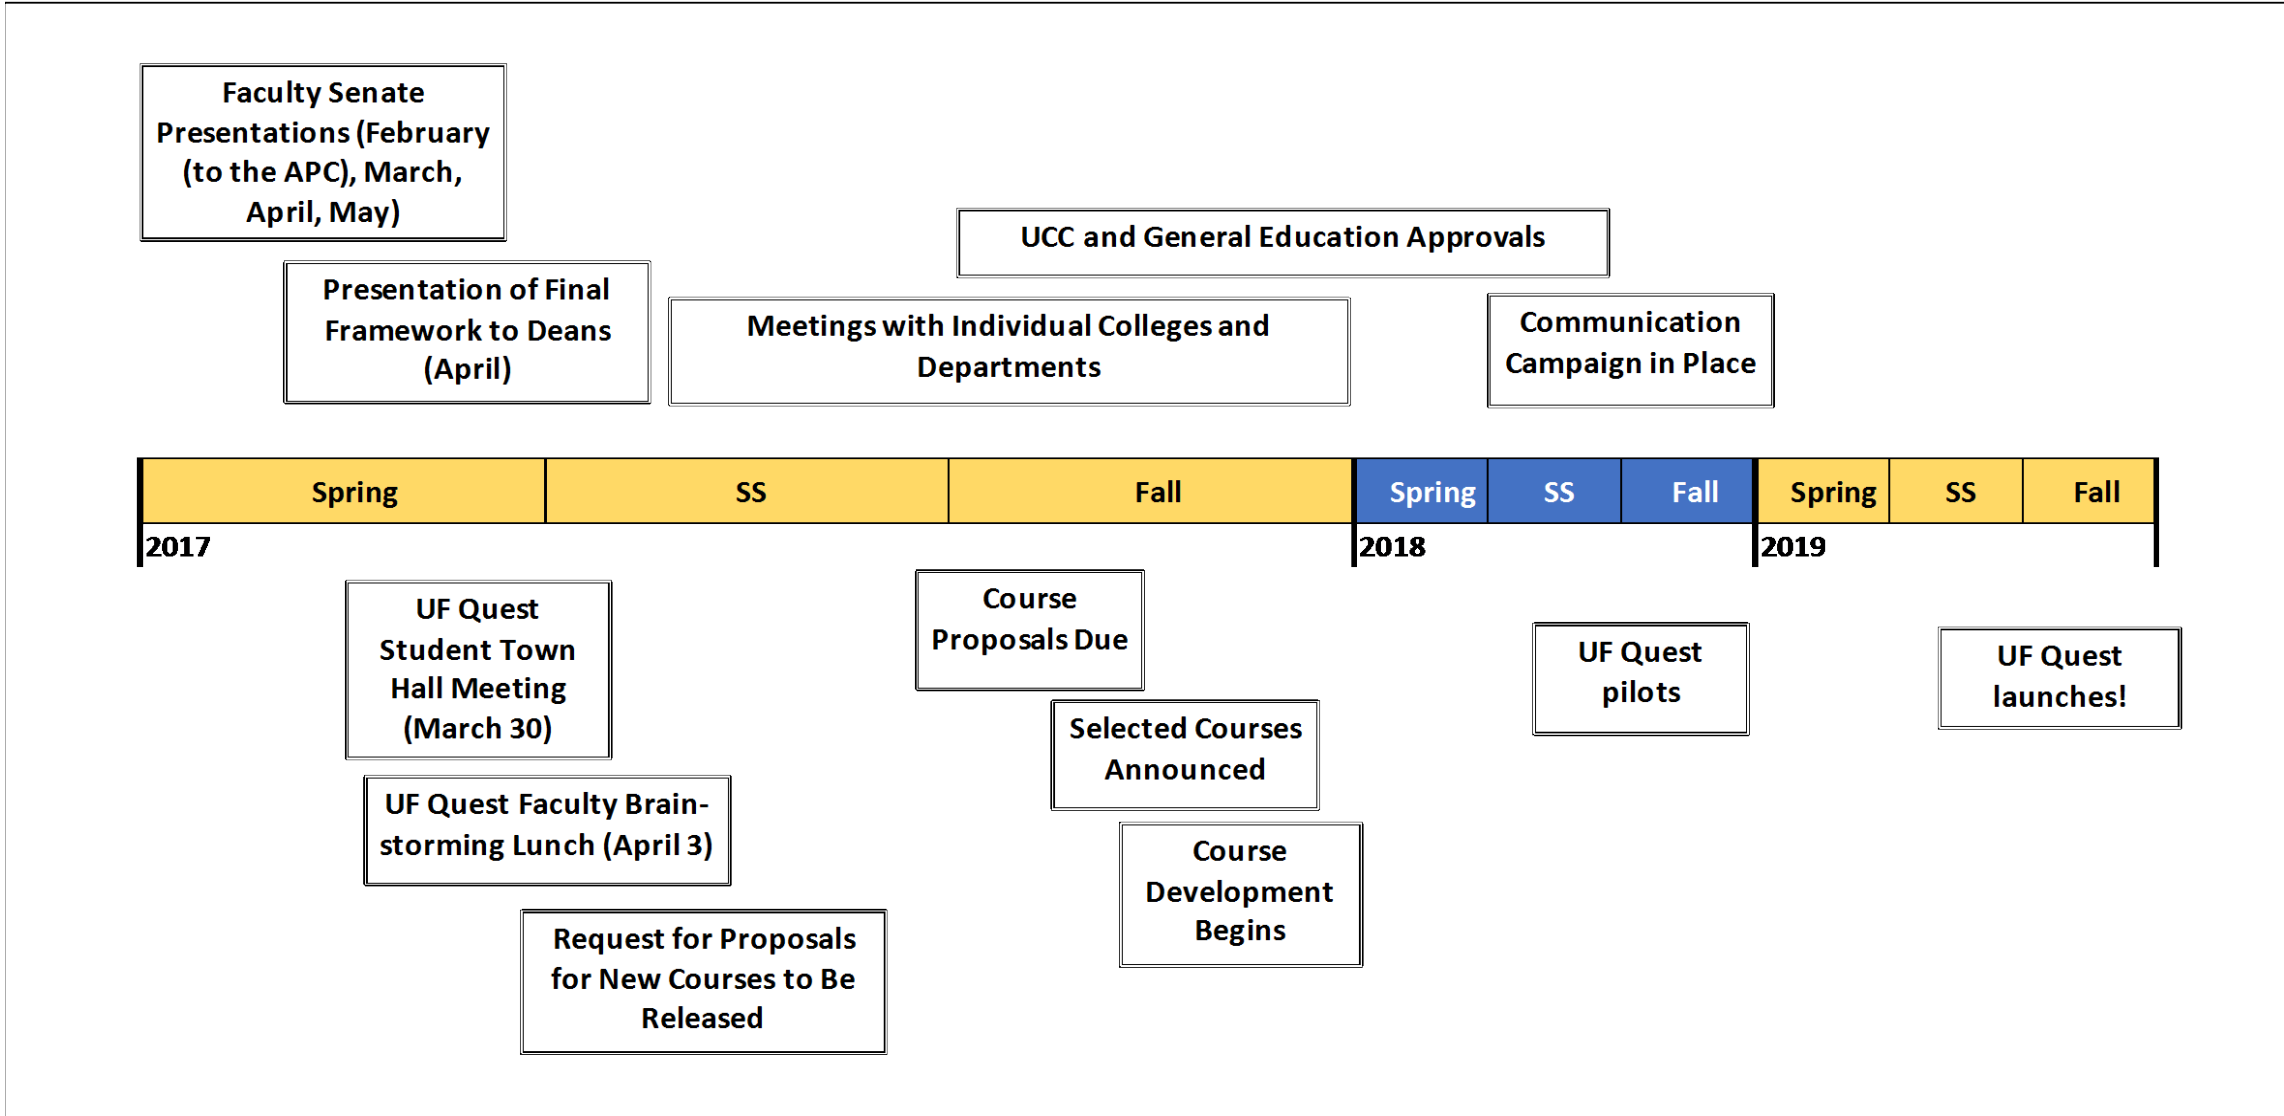 Faculty Senate
Presentations (February
(to the APC), March,
April, May)
UCC and General Education Approvals
Presentation of Final
Framework to Deans
(April)
Meetings with Individual Colleges and
Departments
Communication
Campaign in Place
Spring
SS
Fall
Spring
SS
Fall
Spring
SS
Fall
2017
2018
2019
UF Quest
Student Town
Hall Meeting
(March 30)
Course
Proposals Due
UF Quest
pilots
UF Quest
launches!
Selected Courses
Announced
UF Quest Faculty Brain-
storming Lunch (April 3)
Course
Development
Begins
Request for Proposals
for New Courses to Be
Released